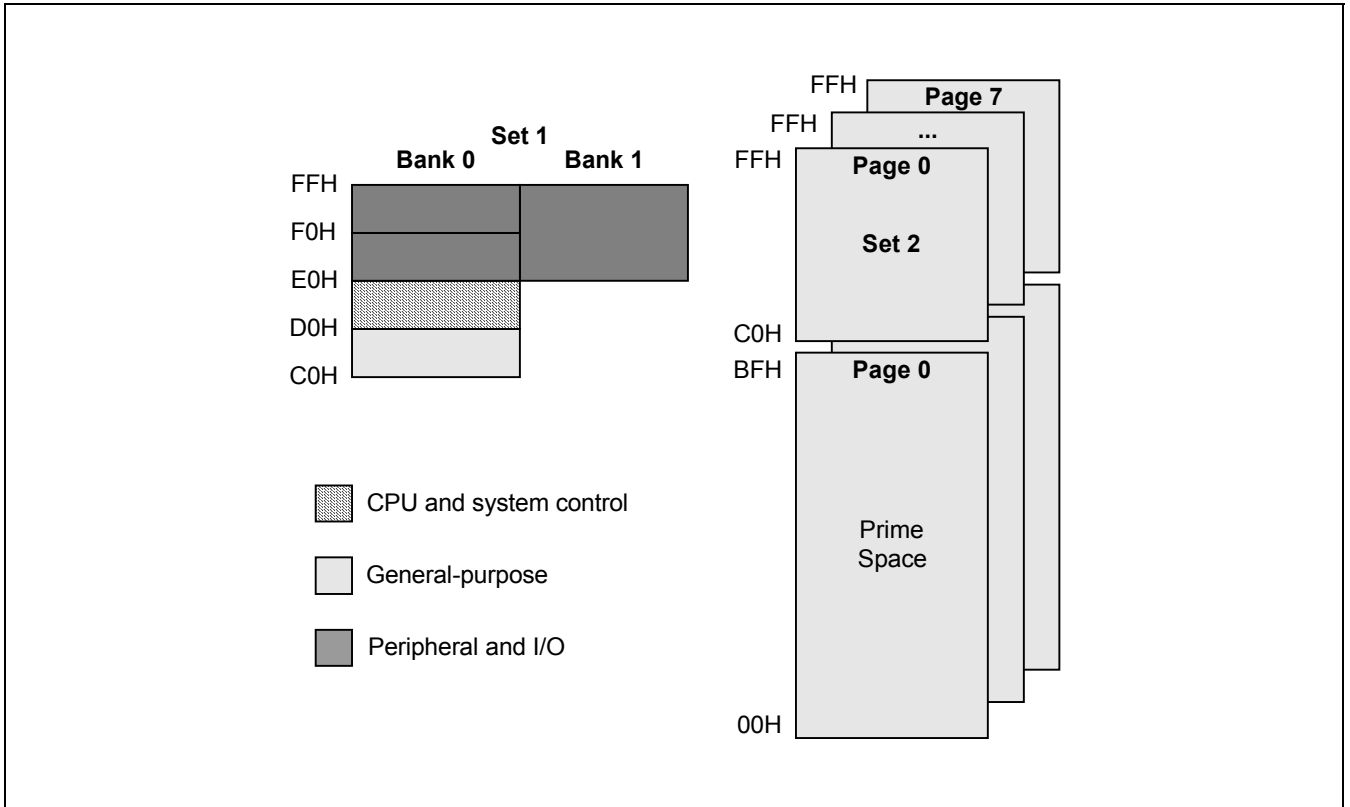 Set 1
Bank 0 Bank 1
FFH
F0H
E0H
D0H
C0H
CPU and system control
General-purpose
Peripheral and I/O
FFH
Page 7
FFH
...
FFH
Page 0
Set 2
C0H
BFH
Page 0
Prime
Space
00H